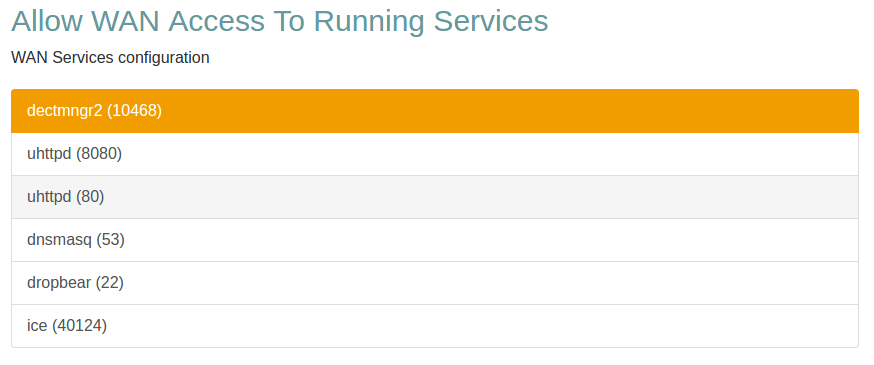 Allow WAN Access To Running Services
WAN Services configuration
dectmngr2 (10468)
uhttpd (8080)
uhttpd (80)
dnsmasq (53)
dropbear (22)
ice (40124)